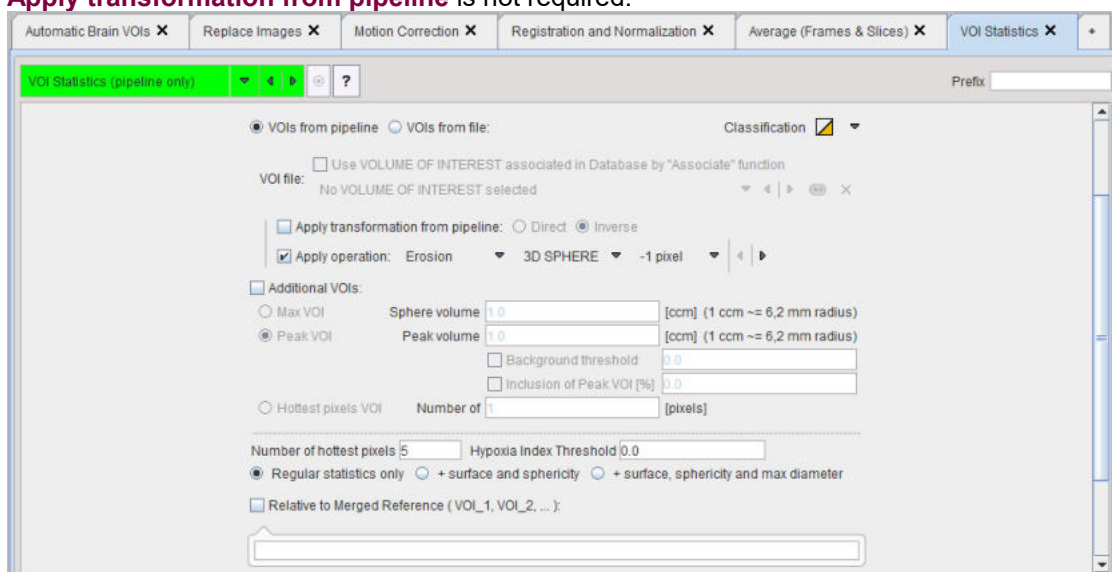 Apply transformation from pipeline is not required.
Automatic Brain VOIs X Replace Images X Motion Correction X Registration and Normalization X Average (Frames & Slices) X VOI Statistics X +
VOI Statistics (pipeline only) ? Prefix
VOIs from pipeline VOIs from file: Classification
Use VOLUME OF INTEREST associated in Database by "Associate" function
VOI file:
No VOLUME OF INTEREST selected
Apply transformation from pipeline: Direct Inverse
Apply operation: Erosion 3D SPHERE -1 pixel
Additional VOIs:
Max VOI Sphere volume 1.0 [ccm] (1 ccm ~= 6,2 mm radius)
Peak VOI Peak volume 1.0 [ccm] (1 ccm ~= 6,2 mm radius)
Background threshold 0.0
Inclusion of Peak VOI [%] 0.0
Hottest pixels VOI Number of 1 [pixels]
Number of hottest pixels 5 Hypoxia Index Threshold 0.0
Regular statistics only + surface and sphericity + surface, sphericity and max diameter
Relative to Merged Reference ( VOI_1, VOI_2, ... ):